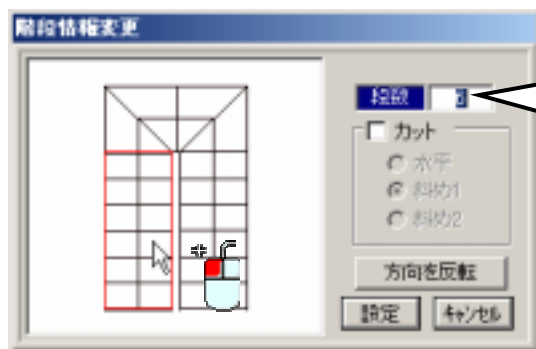 階段情報変更
段数 6
カット
水平
斜め1
斜め2
方向を反転
設定 キャンセル